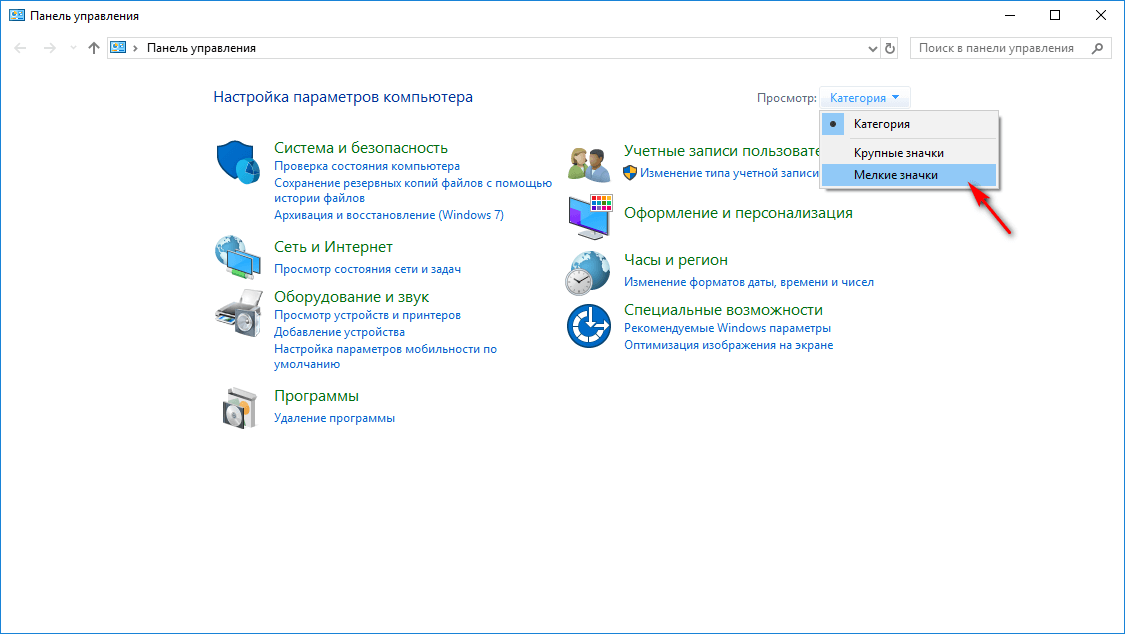 Панель управления
Панель управления
Поиск в панели управления
Настройка параметров компьютера
Просмотр:
Категория
Категория
Крупные значки
Мелкие значки
Система и безопасность
Проверка состояния компьютера
Сохранение резервных копий файлов с помощью
истории файлов
Архивация и восстановление (Windows 7)
Сеть и Интернет
Просмотр состояния сети и задач
Оборудование и звук
Просмотр устройств и принтеров
Добавление устройства
Настройка параметров мобильности по
умолчанию
Программы
Удаление программы
Учетные записи пользовате
Изменение типа учетной записи
Оформление и персонализация
Часы и регион
Изменение форматов даты, времени и чисел
Специальные возможности
Рекомендуемые Windows параметры
Оптимизация изображения на экране